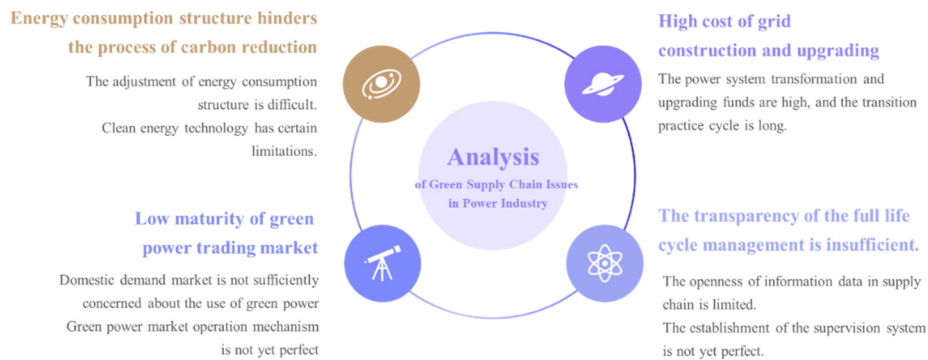 Energy consumption structure hinders
the process of carbon reduction
The adjustment of energy consumption
structure is difficult.
Clean energy technology has certain
limitations.
High cost of grid
construction and upgrading
The power system transformation and
upgrading funds are high, and the transition
practice cycle is long.
Analysis
of Green Supply Chain Issues
in Power Industry
Low maturity of green
power trading market
Domestic demand market is not sufficiently
concerned about the use of green power
Green power market operation mechanism
is not yet perfect
The transparency of the full life
cycle management is insufficient.
The openness of information data in supply
chain is limited.
The establishment of the supervision system
is not yet perfect.